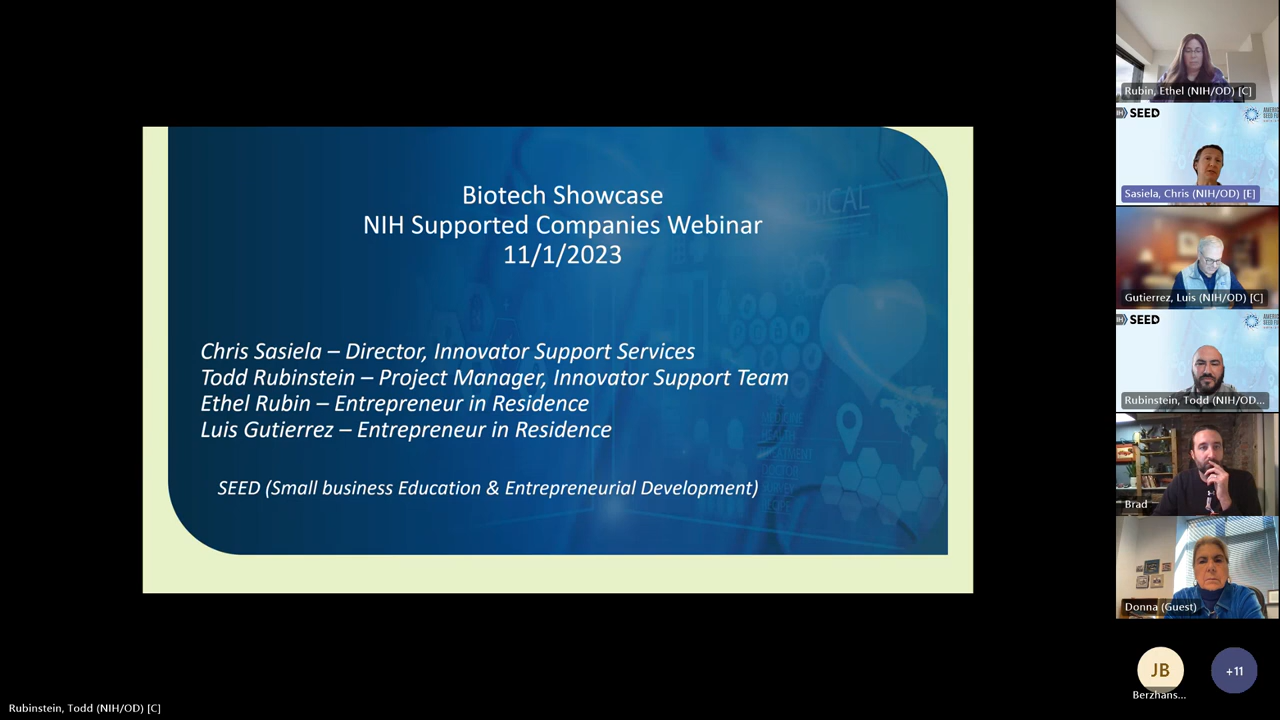 Biotech Showcase
NIH Supported Companies Webinar
11/1/2023
Chris Sasiela – Director, Innovator Support Services
Todd Rubinstein – Project Manager, Innovator Support Team
Ethel Rubin – Entrepreneur in Residence
Luis Gutierrez – Entrepreneur in Residence
SEED (Small business Education & Entrepreneurial Development)
Rubin, Ethel (NIH/OD) [C]
SEED
Sasiela, Chris (NIH/OD) [E]
Gutierrez, Luis (NIH/OD) [C]
SEED
Rubinstein, Todd (NIH/OD...
Brad
Donna (Guest)
JB
Berzhans...
+11
Rubinstein, Todd (NIH/OD) [C]